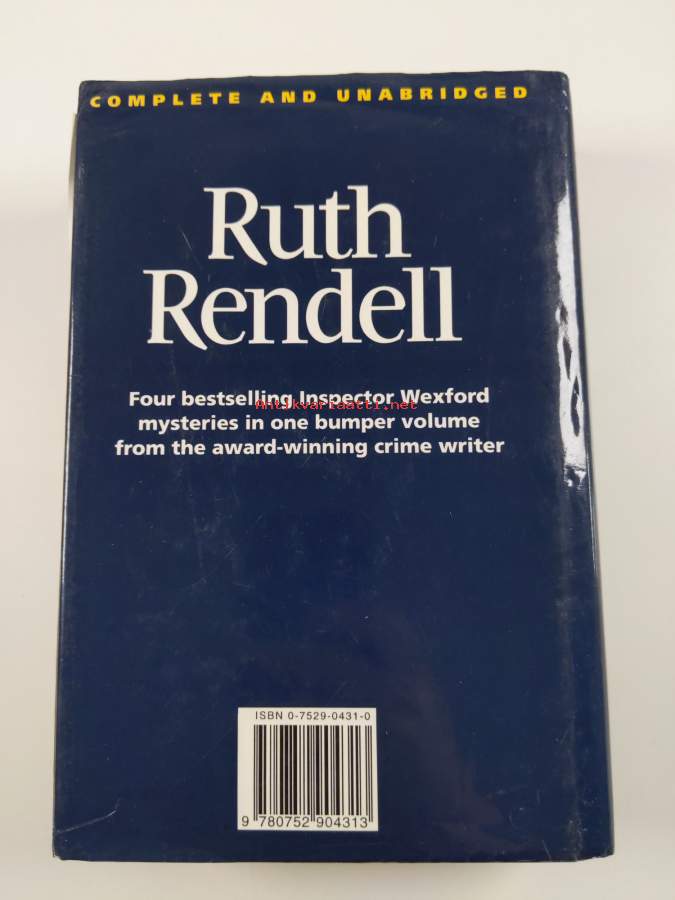 COMPLETE AND UNABRIDGED
Ruth
Rendell
Four bestselling Inspector Wexford
Antikvariaatti.net
mysteries in one bumper volume
from the award-winning crime writer
ISBN 0-7529-0431-0
9 780752 904313